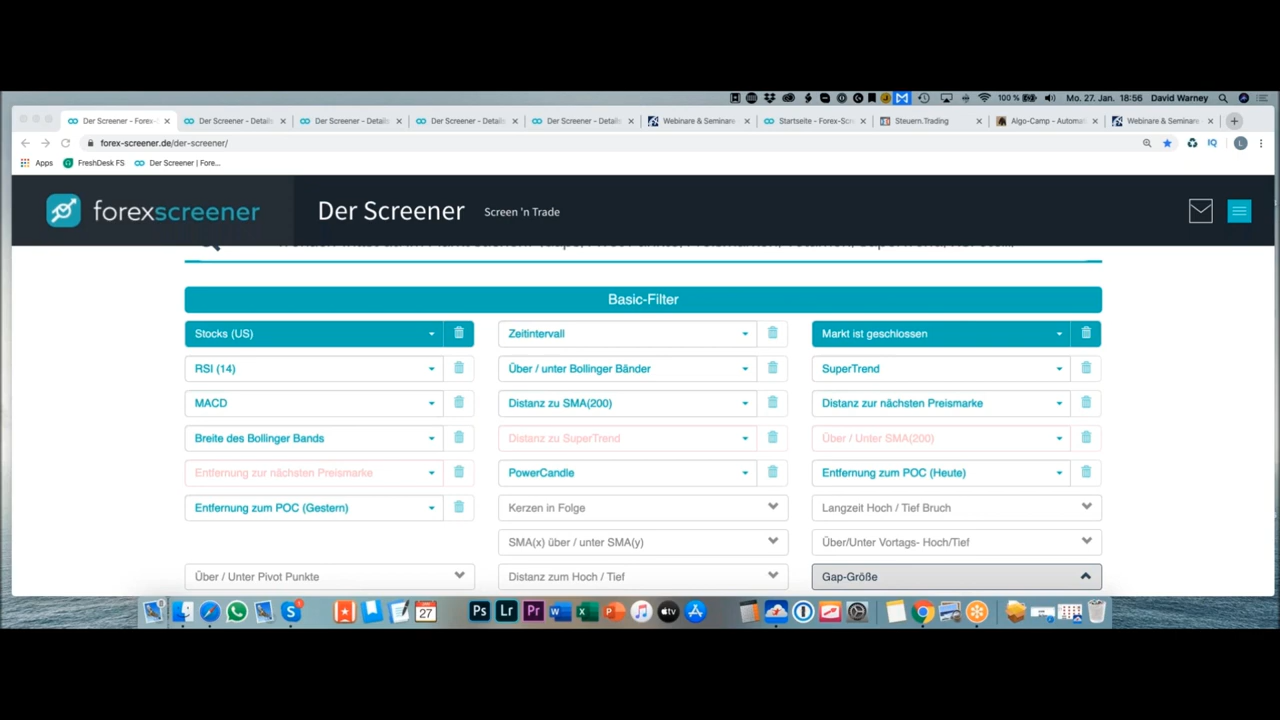 100 % Mo. 27. Jan. 18:56 David Warney
Der Screener - Forex-S Der Screener - Details Der Screener - Details Der Screener - Details Der Screener - Details Webinare & Seminare Startseite - Forex-Scre Steuern.Trading Algo-Camp - Automat Webinare & Seminare
forex-screener.de/der-screener/
Apps FreshDesk FS Der Screener | Fore...
forexscreener Der Screener Screen 'n Trade
Basic-Filter
Stocks (US) Zeitintervall Markt ist geschlossen
RSI (14) Über / unter Bollinger Bänder SuperTrend
MACD Distanz zu SMA(200) Distanz zur nächsten Preismarke
Breite des Bollinger Bands Distanz zu SuperTrend Über / Unter SMA(200)
Entfernung zur nächsten Preismarke PowerCandle Entfernung zum POC (Heute)
Entfernung zum POC (Gestern) Kerzen in Folge Langzeit Hoch / Tief Bruch
SMA(x) über / unter SMA(y) Über/Unter Vortags- Hoch/Tief
Über / Unter Pivot Punkte Distanz zum Hoch / Tief Gap-Größe
27 Ps Lr Pr